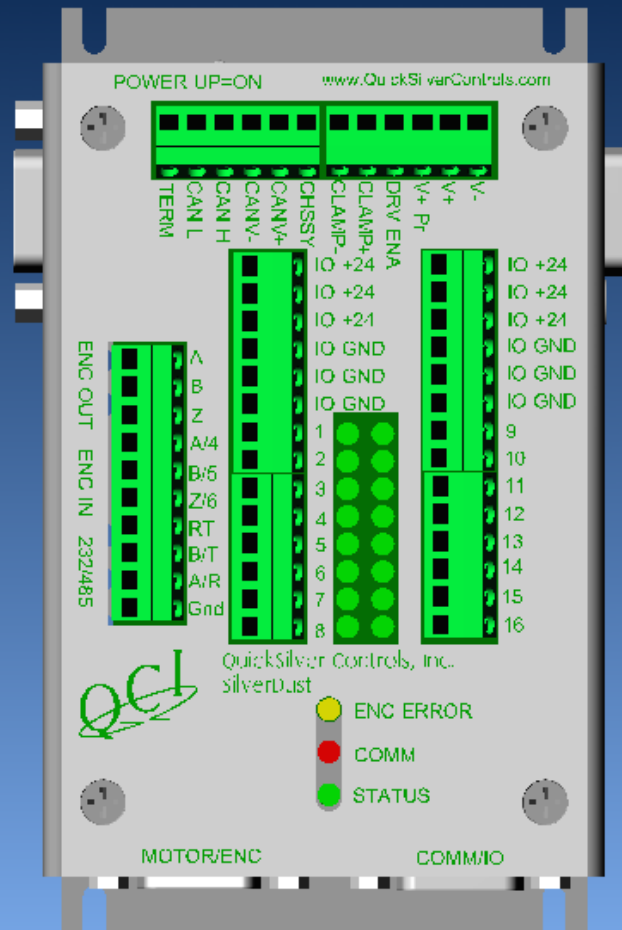 POWER UP=ON
www.QuickSilverControls.com
TERM
CAN L
CAN H
CANV-
CANV+
CHSSY
CLAMP-
CLAMP+
DRV ENA
V+ Pr
V+
V-
IO +24
IO +24
IO +24
IO GND
IO GND
IO GND
1
2
3
4
5
6
7
8
IO +24
IO +24
IO +24
IO GND
IO GND
IO GND
9
10
11
12
13
14
15
16
ENC OUT
ENC IN
232/485
A
B
Z
A/4
B/5
Z/6
RT
B/T
A/R
Gnd
QuickSilver Controls, Inc.
SilverDust
QCI
ENC ERROR
COMM
STATUS
MOTOR/ENC
COMM/IO